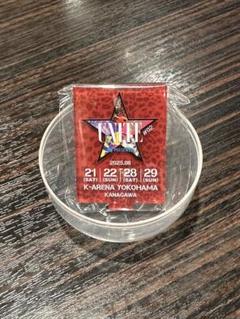 2025.06
21 22 28 29
(SAT) (SUN) (SAT) (SUN)
K-ARENA YOKOHAMA
KANAGAWA